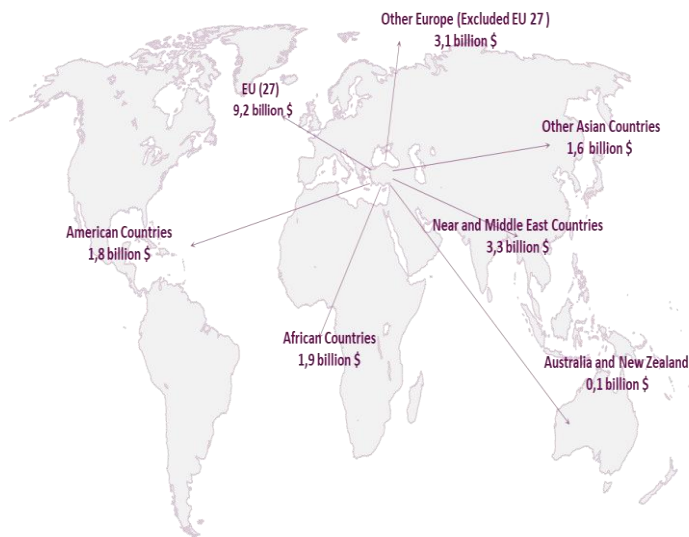 Other Europe (Excluded EU 27 )
3,1 billion $
EU (27)
9,2 billion $
Other Asian Countries
1,6 billion $
American Countries
1,8 billion $
Near and Middle East Countries
3,3 billion $
African Countries
1,9 billion $
Australia and New Zealand
0,1 billion $